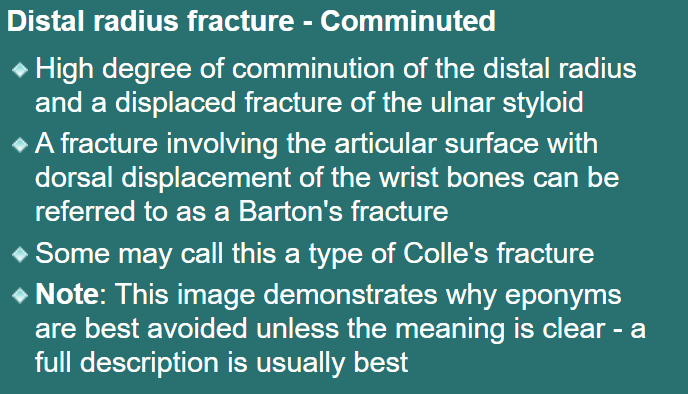 Distal radius fracture - Comminuted
High degree of comminution of the distal radius
and a displaced fracture of the ulnar styloid
A fracture involving the articular surface with
dorsal displacement of the wrist bones can be
referred to as a Barton's fracture
Some may call this a type of Colle's fracture
Note: This image demonstrates why eponyms
are best avoided unless the meaning is clear - a
full description is usually best